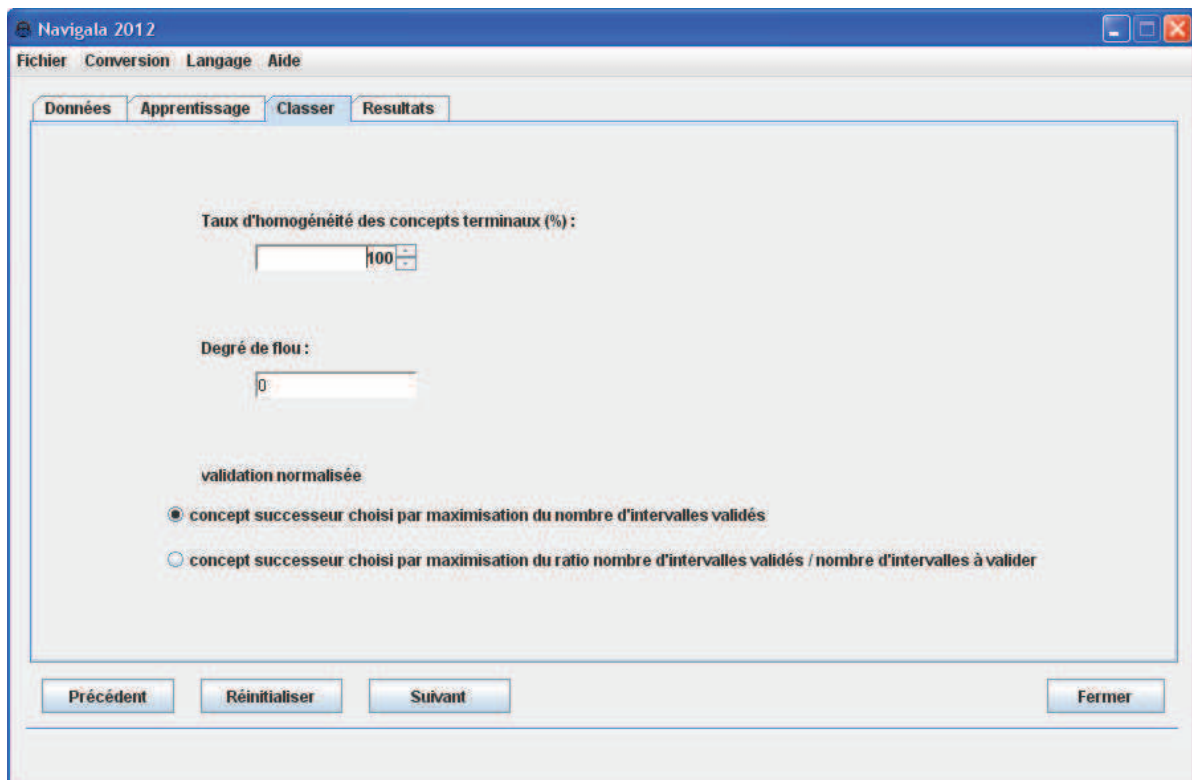 Navigala 2012
Fichier Conversion Langage Aide
Données Apprentissage Classer Resultats
Taux d'homogénéité des concepts terminaux (%) :
100
Degré de flou :
0
validation normalisée
concept successeur choisi par maximisation du nombre d'intervalles validés
concept successeur choisi par maximisation du ratio nombre d'intervalles validés / nombre d'intervalles à valider
Précédent Réinitialiser Suivant Fermer